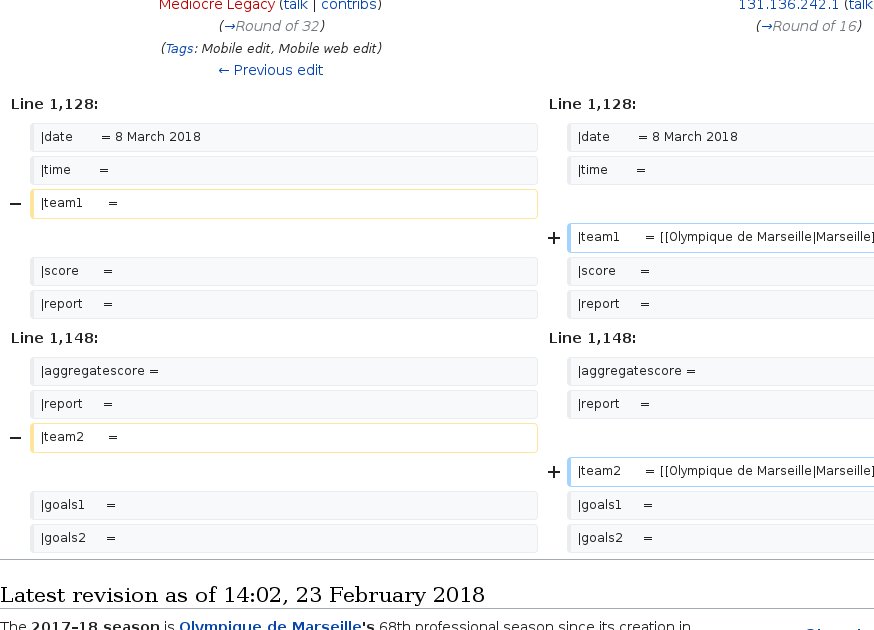 Mediocre Legacy (talk | contribs)
(→Round of 32)
(Tags: Mobile edit, Mobile web edit)
← Previous edit
131.136.242.1 (talk
(→Round of 16)
Line 1,128:
Line 1,128:
|date = 8 March 2018
|date = 8 March 2018
|time =
|time =
− |team1 =
+ |team1 = [[Olympique de Marseille|Marseille]
|score =
|score =
|report =
|report =
Line 1,148:
Line 1,148:
|aggregatescore =
|aggregatescore =
|report =
|report =
− |team2 =
+ |team2 = [[Olympique de Marseille|Marseille]
|goals1 =
|goals1 =
|goals2 =
|goals2 =
Latest revision as of 14:02, 23 February 2018
The 2017–18 season is Olympique de Marseille's 68th professional season since its creation in